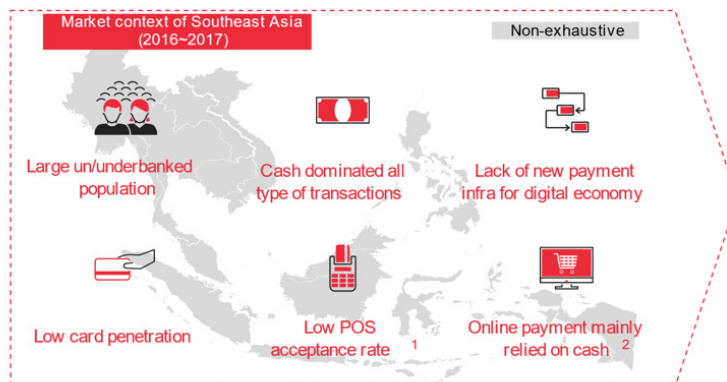 Market context of Southeast Asia
(2016~2017)
Non-exhaustive
Large un/underbanked
population
Cash dominated all
type of transactions
Lack of new payment
infra for digital economy
Low card penetration
Low POS
acceptance rate 1
Online payment mainly
relied on cash 2